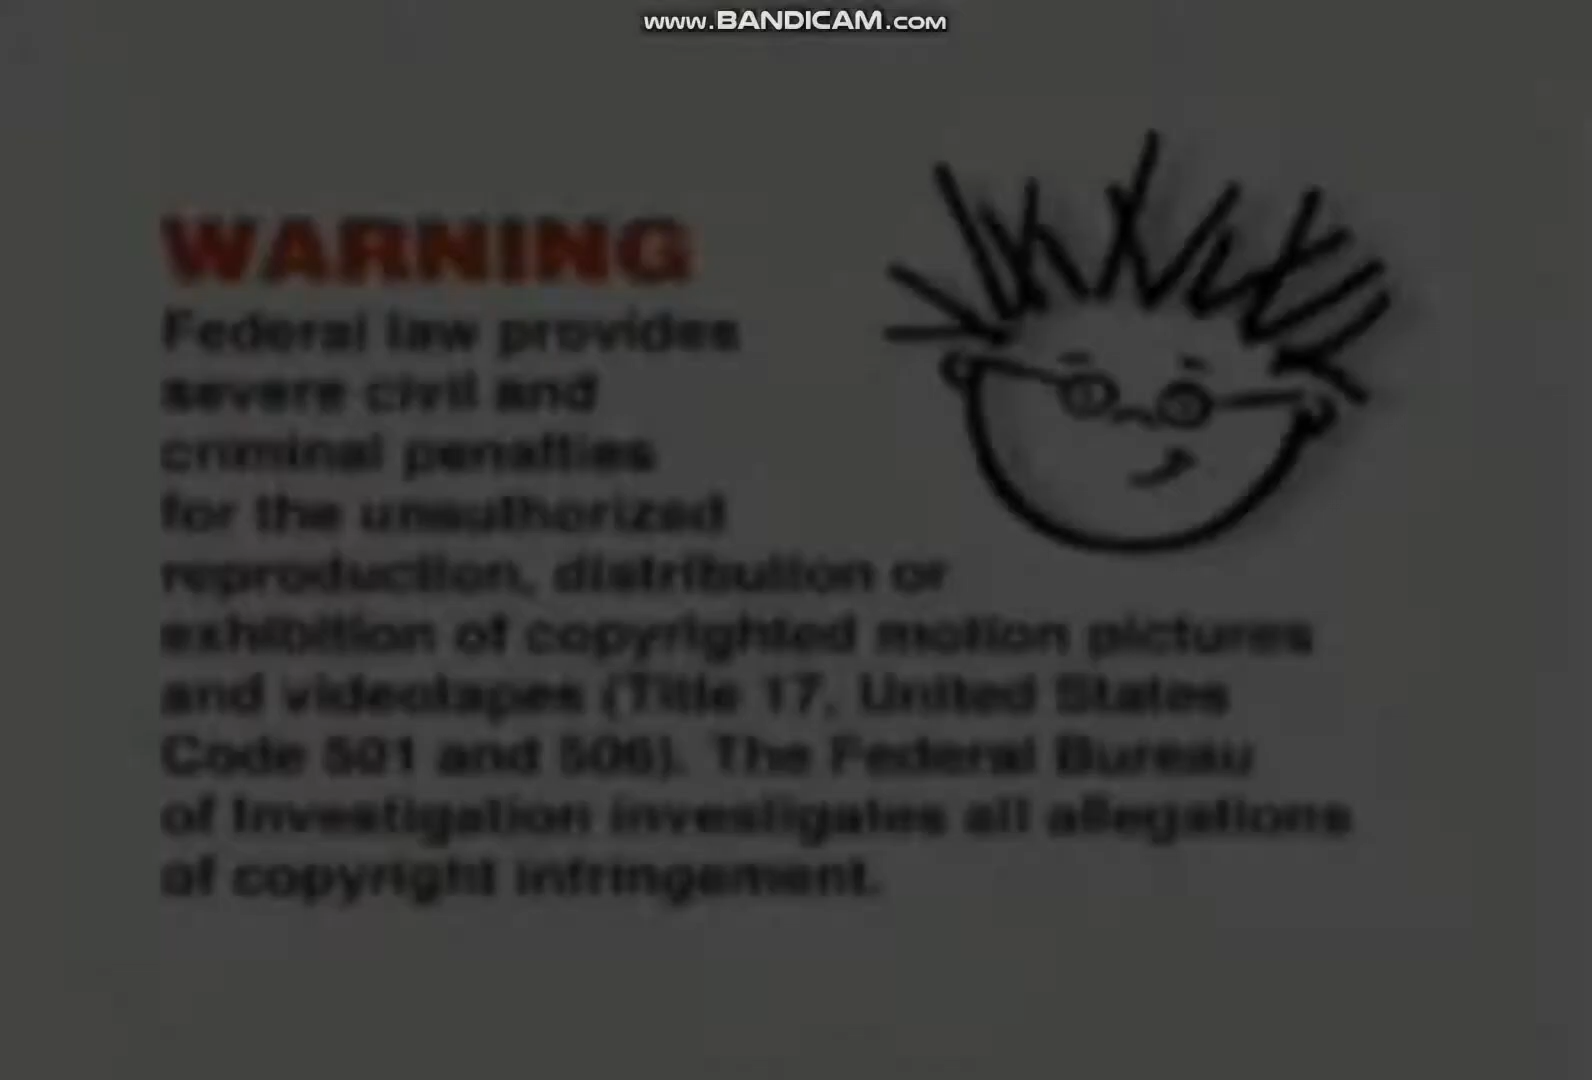 www.BANDICAM.com
WARNING
Federal law provides
severe civil and
criminal penalties
for the unauthorized
reproduction, distribution or
exhibition of copyrighted motion pictures
and videotapes (Title 17, United States
Code 501 and 506). The Federal Bureau
of Investigation investigates all allegations
of copyright infringement.